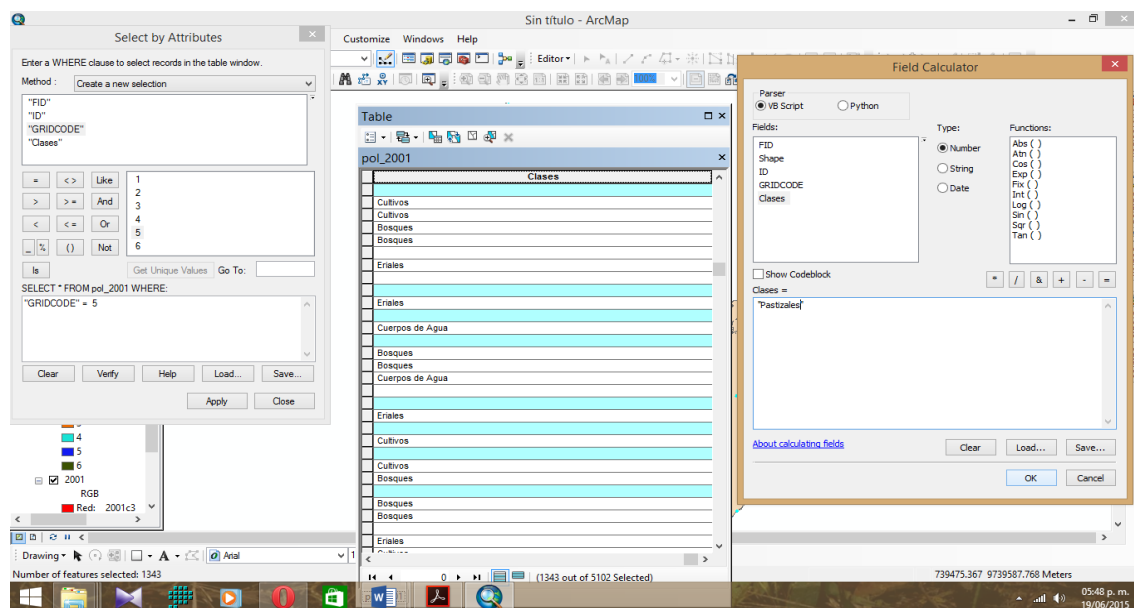 Sin título - ArcMap
Select by Attributes
Enter a WHERE clause to select records in the table window.
Method :
Create a new selection
"FID"
"ID"
"GRIDCODE"
"Clases"
= <> Like
> >= And
< <= Or
_ % () Not
Is
1
2
3
4
5
6
Get Unique Values Go To:
SELECT * FROM pol_2001 WHERE:
"GRIDCODE" = 5
Clear Verify Help Load... Save...
Apply Close
4
5
6
2001
RGB
Red: 2001c3
Drawing
A
Arial
Number of features selected: 1343
Customize Windows Help
Editor
100%
Table
pol_2001
Clases
Cultivos
Cultivos
Bosques
Bosques
Eriales
Eriales
Cuerpos de Agua
Bosques
Bosques
Cuerpos de Agua
Eriales
Cultivos
Cultivos
Bosques
Bosques
Bosques
Eriales
0
(1343 out of 5102 Selected)
Field Calculator
Parser
VB Script Python
Fields:
FID
Shape
ID
GRIDCODE
Clases
Type:
Number
String
Date
Functions:
Abs ( )
Atn ( )
Cos ( )
Exp ( )
Fix ( )
Int ( )
Log ( )
Sin ( )
Sqr ( )
Tan ( )
Show Codeblock
* / & + - =
Clases =
"Pastizales"
About calculating fields
Clear Load... Save...
OK Cancel
739475.367 9739587.768 Meters
05:48 p. m.
19/06/2015